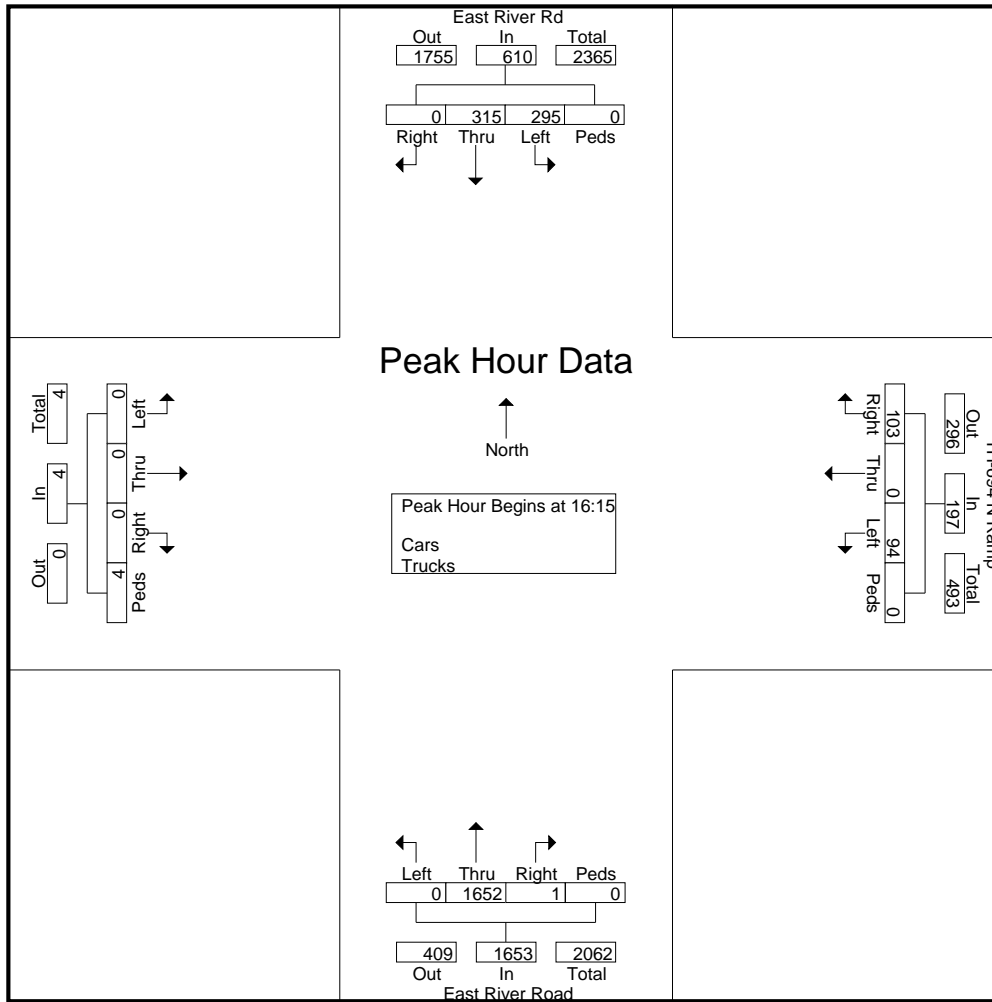 East River Rd
Out In Total
1755 610 2365
0 315 295 0
Right Thru Left Peds
Peak Hour Data
North
Peak Hour Begins at 16:15
Cars
Trucks
Total In Out
4 4 0
0 0 0 4
Left Thru Right Peds
Out In Total
296 197 493
103 0 94 0
Right Thru Left Peds
Left Thru Right Peds
0 1652 1 0
409 1653 2062
Out In Total
East River Road